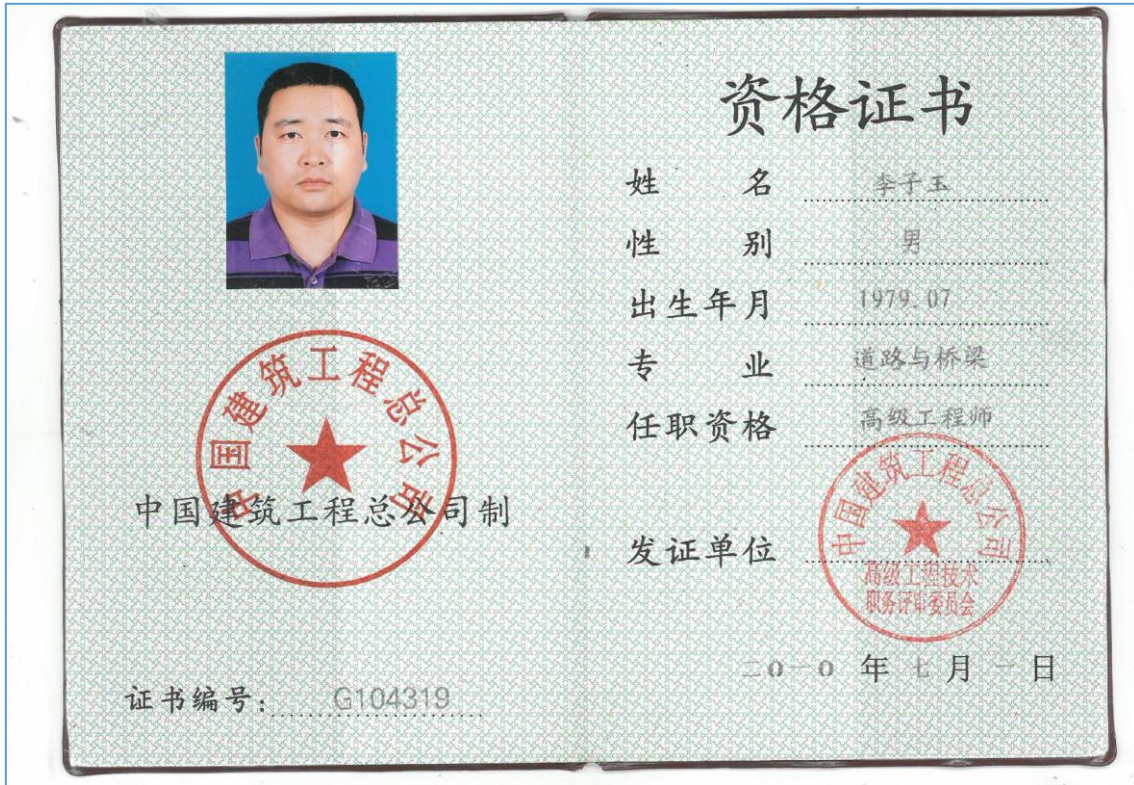 中国建筑工程总公司
中国建筑工程总公司制
证书编号: G104319
资格证书
姓 名 李子玉
性 别 男
出生年月 1979.07
专 业 道路与桥梁
任职资格 高级工程师
发证单位
中国建筑工程总公司
高级工程技术
职务评审委员会
二0一0 年 七 月 一 日